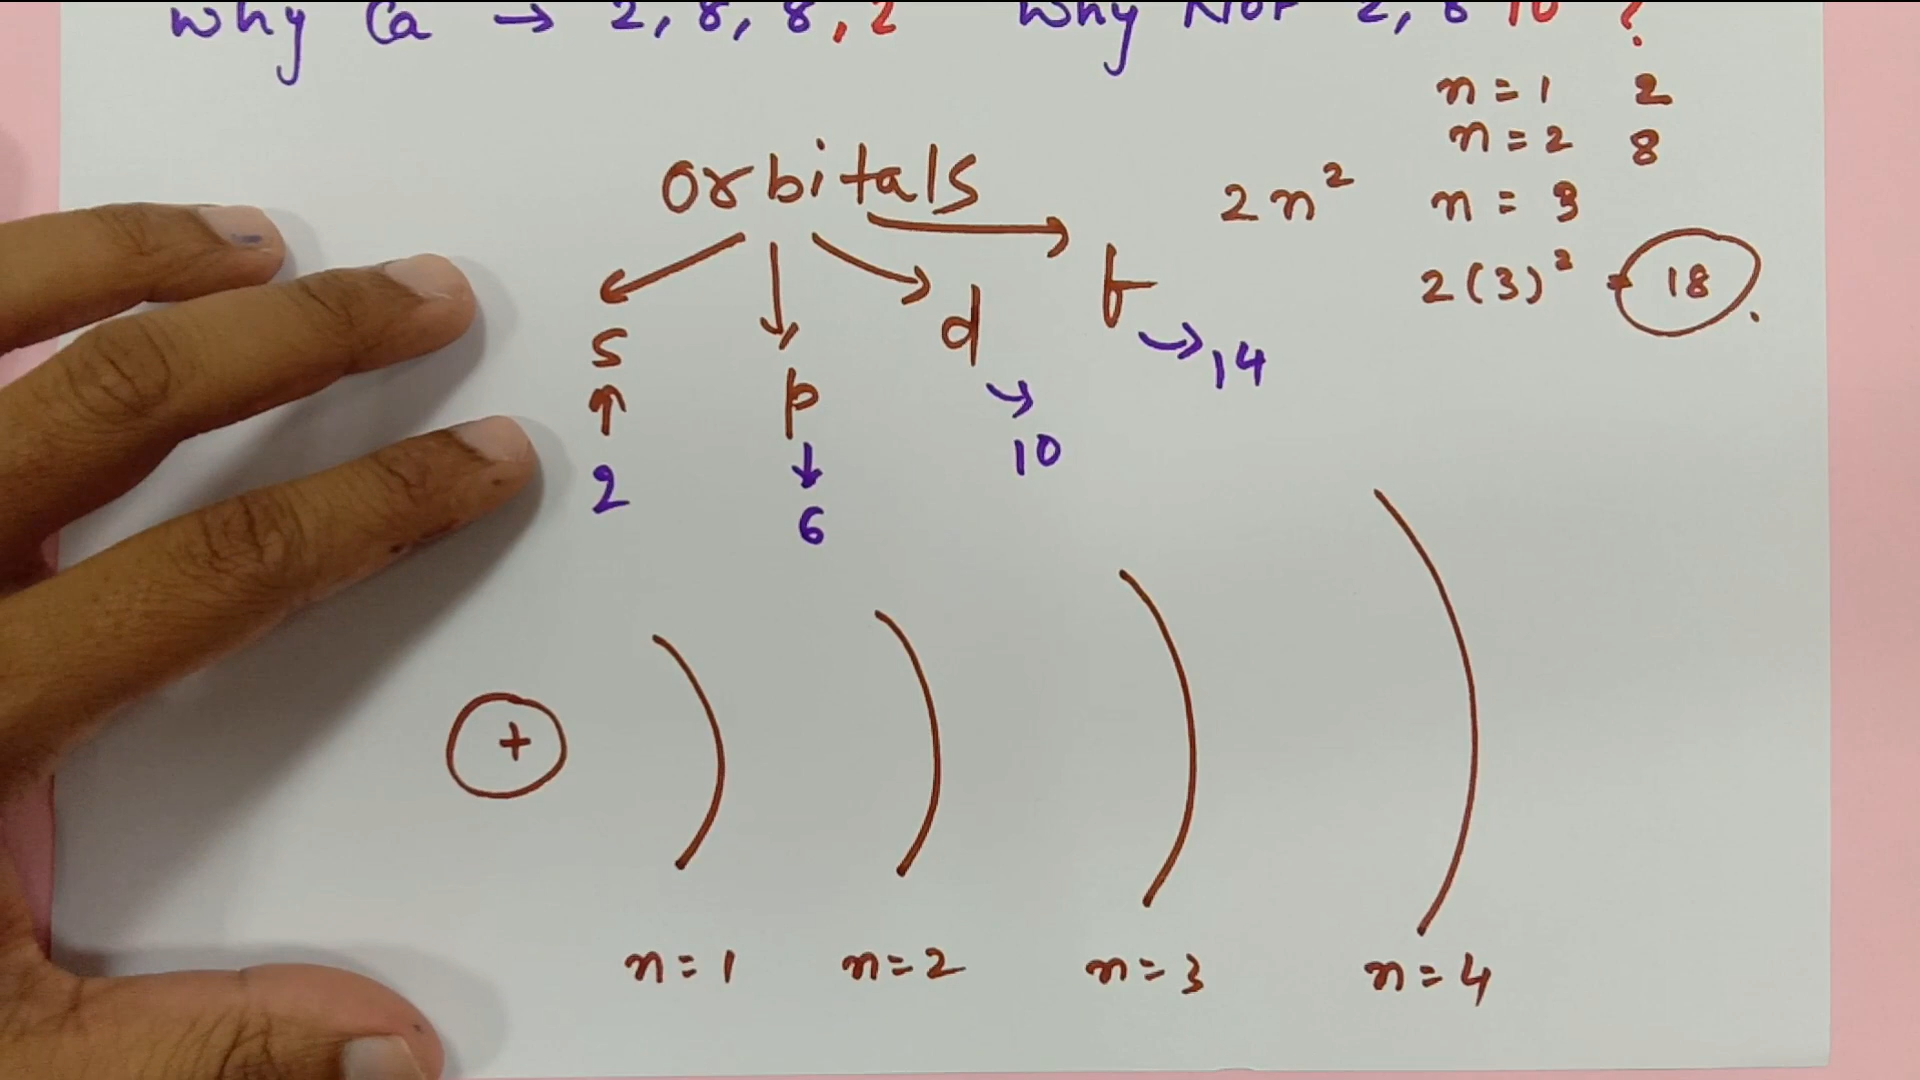 Why Ca → 2, 8, 8, 2 Why Not 2, 8 10 ?
n = 1 2
n = 2 8
orbitals 2n² n = 3
2(3)² = 18.
s p d f
→ 14
→ 10
2 6
+
n = 1 n = 2 n = 3 n = 4